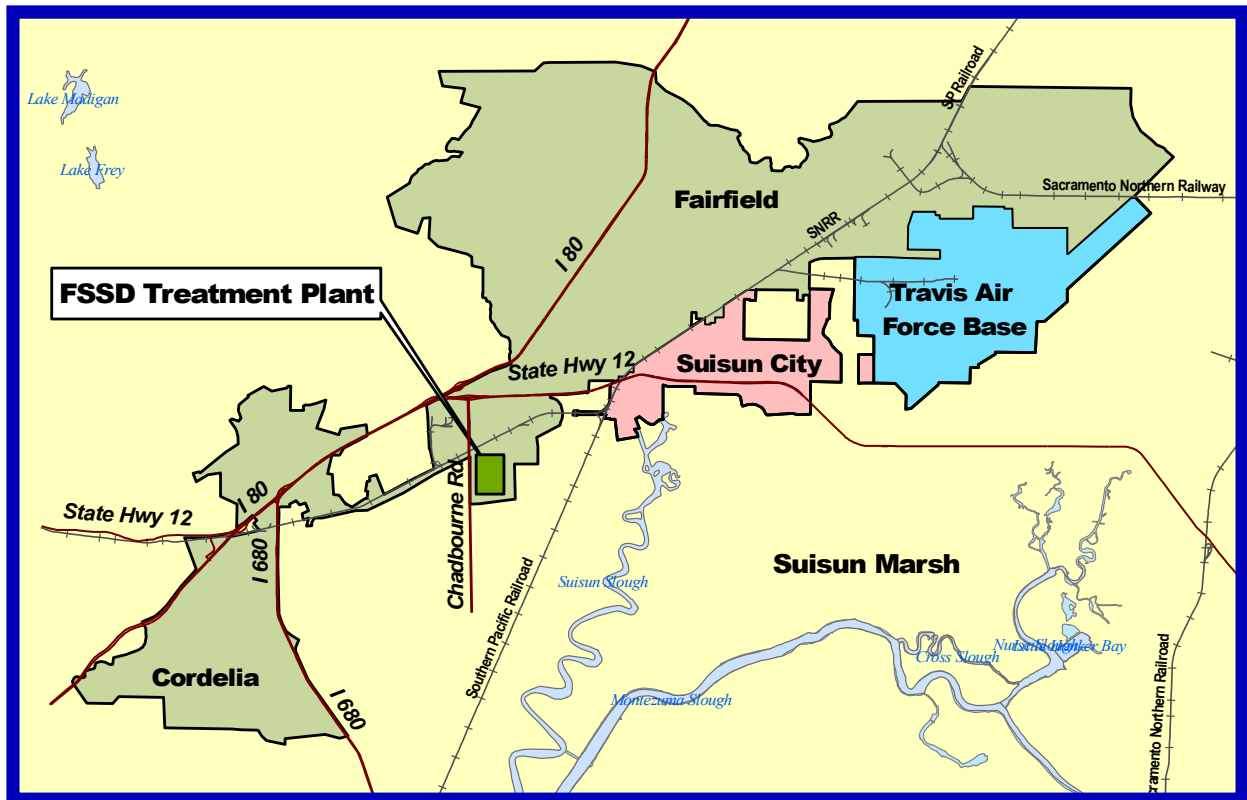 SP Railroad
Lake Madigan
Lake Frey
Sacramento Northern Railway
Fairfield
SNRR
I 80
FSSD Treatment Plant
Travis Air
Force Base
State Hwy 12
Suisun City
Chadbourne Rd
I 80
State Hwy 12
I 680
Southern Pacific Railroad
Suisun Slough
Suisun Marsh
Cross Slough
Hunker Bay
Cordelia
I 680
Montezuma Slough
ramento Northern Railroad